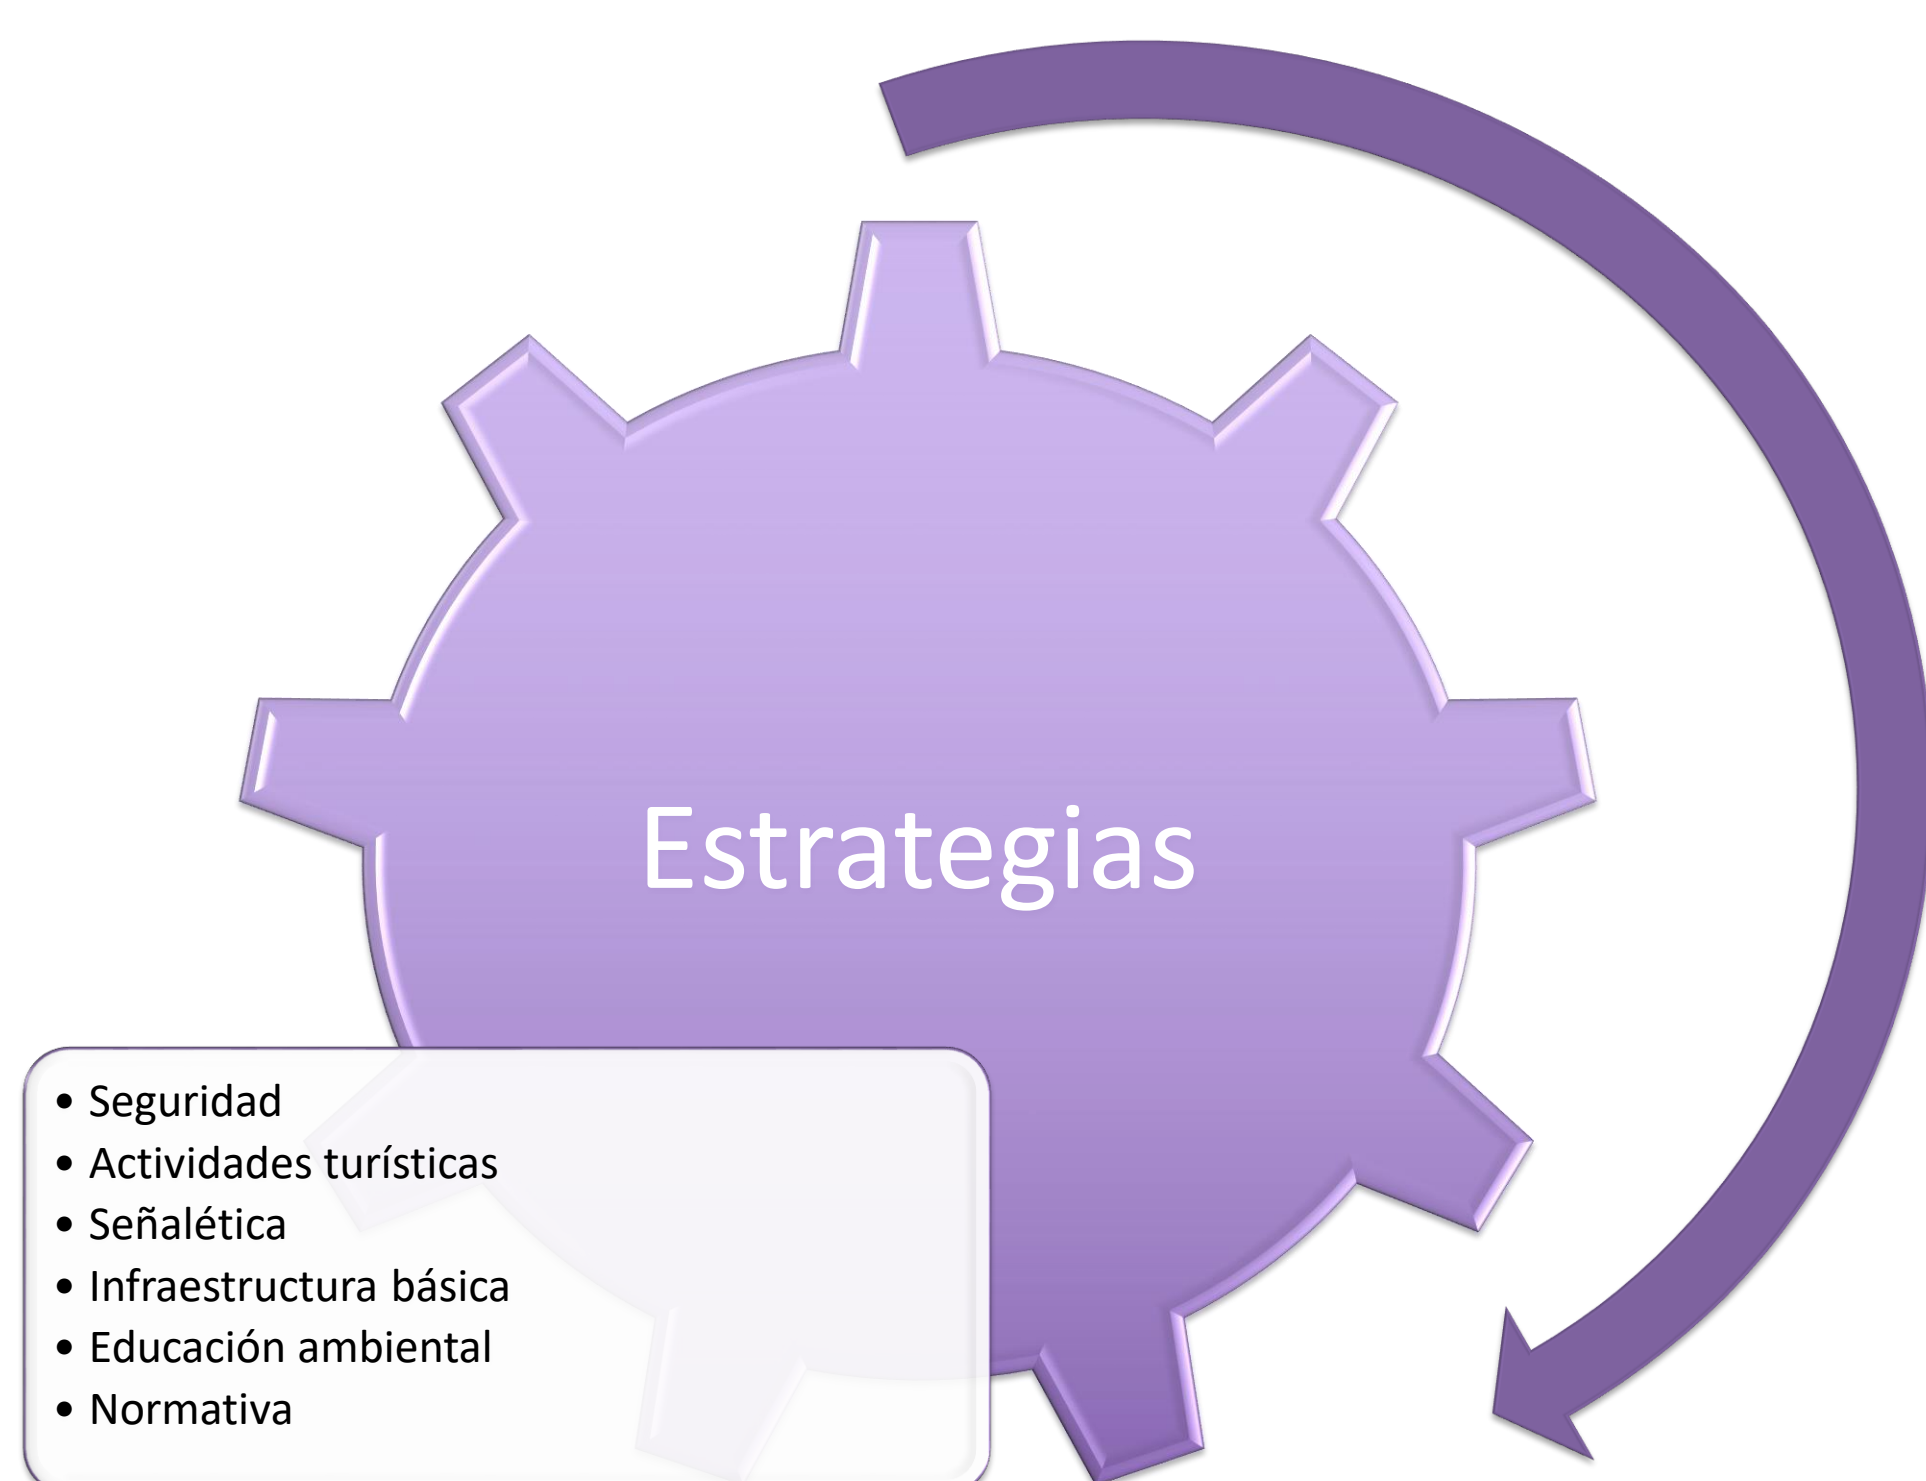 Estrategias
• Seguridad
• Actividades turísticas
• Señalética
• Infraestructura básica
• Educación ambiental
• Normativa